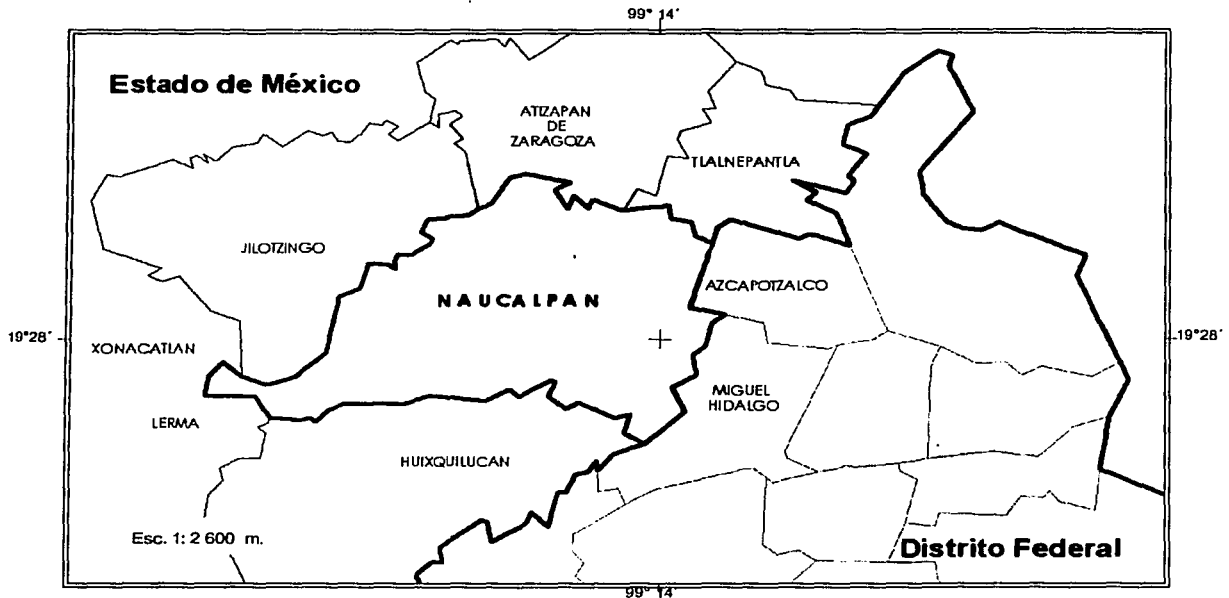 99° 14´
Estado de México
ATIZAPAN
DE
ZARAGOZA
TLALNEPANTLA
JILOTZINGO
AZCAPOTZALCO
NAUCALPAN
19°28´
19°28´
XONACATLAN
MIGUEL
HIDALGO
LERMA
HUIXQUILUCAN
Esc. 1: 2 600 m.
Distrito Federal
99° 14´